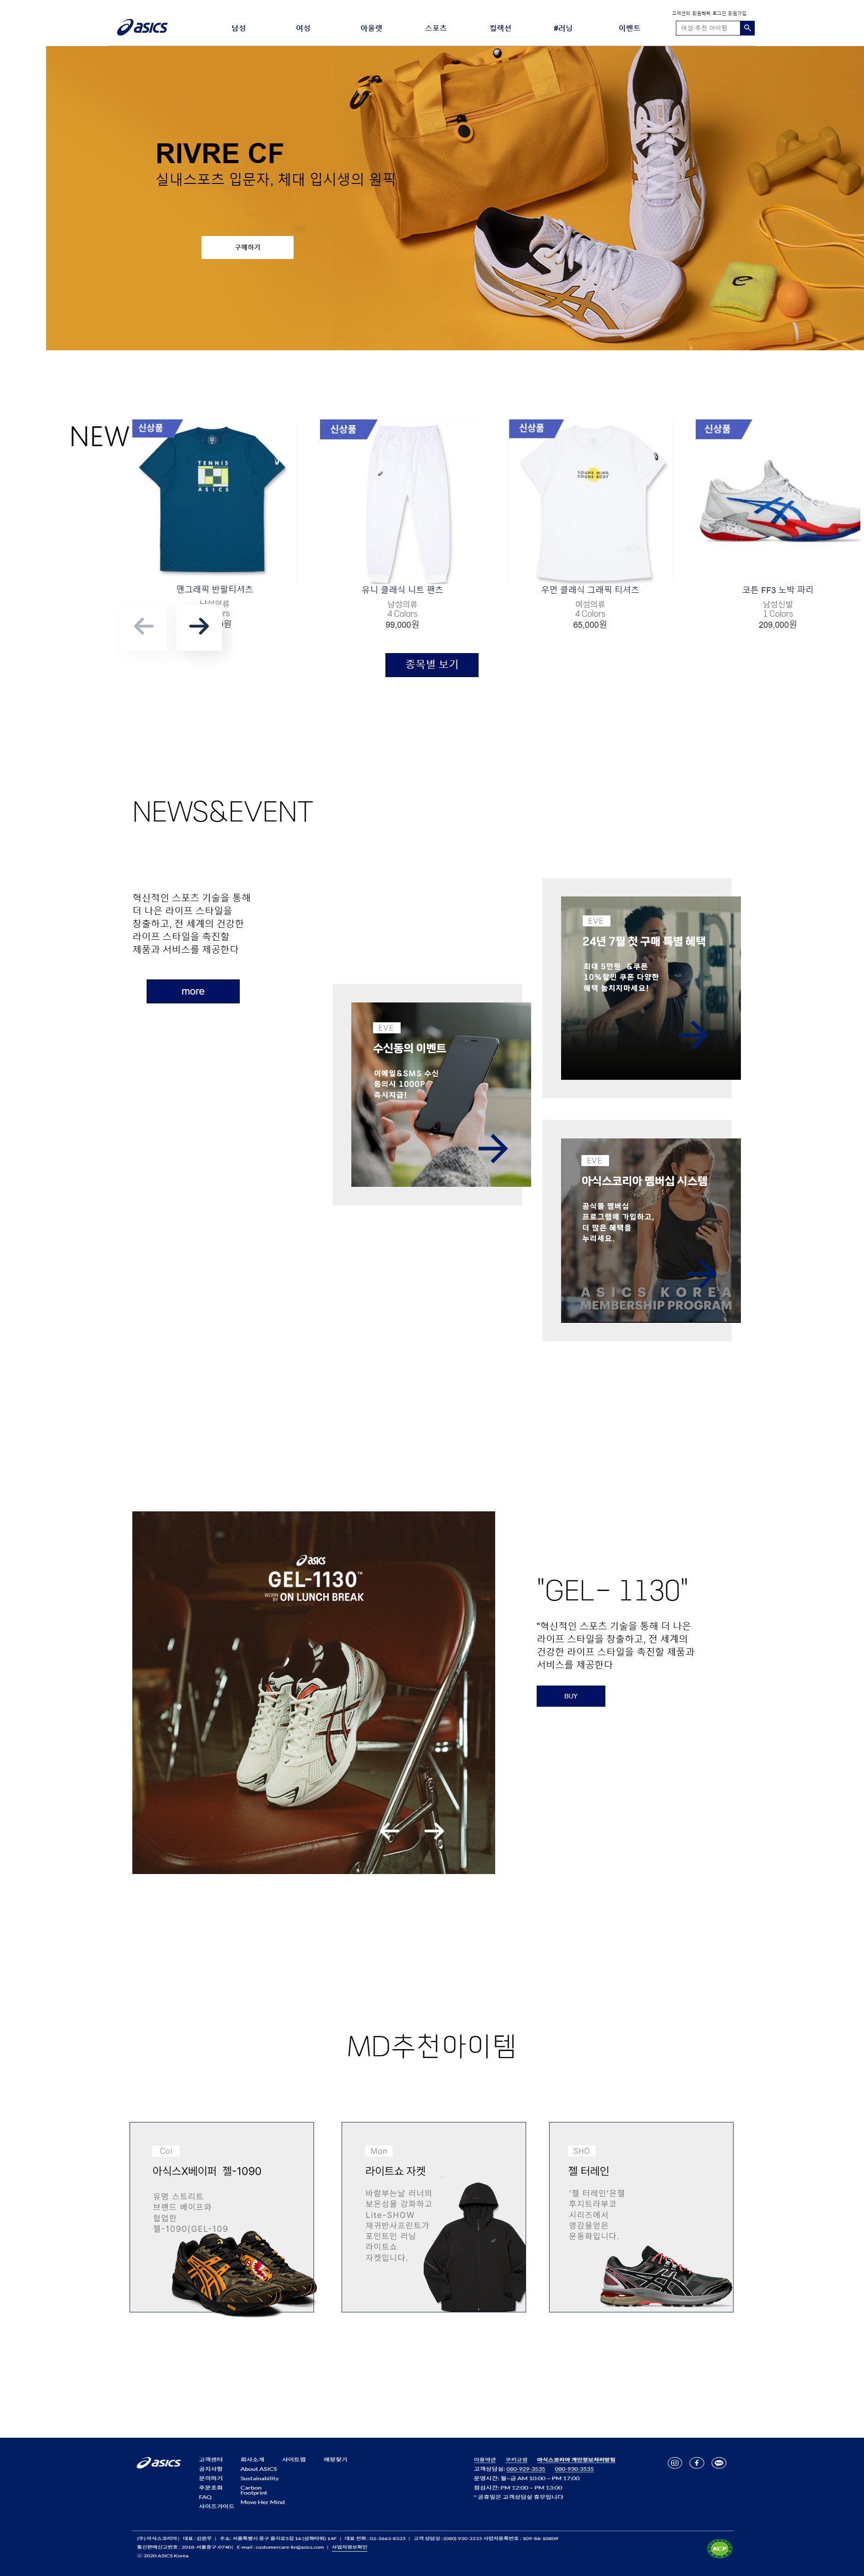 고객센터 회원혜택 로그인 회원가입
asics
남성 여성 아울렛 스포츠 컬렉션 #러닝 이벤트
여성 추천 아이템
RIVRE CF
실내스포츠 입문자, 체대 입시생의 원픽
구매하기
NEW
신상품 신상품 신상품 신상품
TENNIS
ASICS
SOUND MIND,
SOUND BODY
맨그래픽 반팔티셔츠
유니 클래식 니트 팬츠
남성의류
4 Colors
99,000원
우먼 클래식 그래픽 티셔츠
여성의류
4 Colors
65,000원
코튼 FF3 노박 파리
남성신발
1 Colors
209,000원
종목별 보기
NEWS&EVENT
혁신적인 스포츠 기술을 통해
더 나은 라이프 스타일을
창출하고, 전 세계의 건강한
라이프 스타일을 촉진할
제품과 서비스를 제공한다
more
EVE
수신동의 이벤트
이메일&SMS 수신
동의시 1000P
즉시지급!
EVE
24년 7월 첫 구매 특별 혜택
최대 5만원 &쿠폰
10%할인 쿠폰 다양한
혜택 놓치지마세요!
EVE
아식스코리아 멤버십 시스템
공식몰 멤버십
프로그램에 가입하고,
더 많은 혜택을
누리세요.
ASICS KOREA
MEMBERSHIP PROGRAM
asics
GEL-1130™
WORN BY ON LUNCH BREAK
"GEL- 1130"
"혁신적인 스포츠 기술을 통해 더 나은
라이프 스타일을 창출하고, 전 세계의
건강한 라이프 스타일을 촉진할 제품과
서비스를 제공한다
BUY
MD추천아이템
Col
아식스X베이퍼 젤-1090
유명 스트리트
브랜드 베이프와
협업한
젤-1090(GEL-109
Man
라이트쇼 자켓
바람부는날 러너의
보온성을 강화하고
Lite-SHOW
재귀반사프린트가
포인트인 러닝
라이트쇼
자켓입니다.
SHO
젤 터레인
'젤 터레인'은젤
후지트라부코
시리즈에서
영감을얻은
운동화입니다.
asics
고객센터
공지사항
문의하기
주문조회
FAQ
사이즈가이드
회사소개
About ASICS
Sustainability
Carbon
Footprint
Move Her Mind
사이트맵
매장찾기
이용약관 쿠키규정 아식스코리아 개인정보처리방침
고객상담실: 080-929-3535 080-930-3535
운영시간: 월~금 AM 10:00 ~ PM 17:00
점심시간: PM 12:00 ~ PM 13:00
* 공휴일은 고객상담실 휴무입니다
(주) 아식스코리아 | 대표 : 김원무 | 주소: 서울특별시 중구 을지로5길 16 (삼화타워) 14F | 대표 전화 : 02-3663-8335 | 고객 상담실 : (080) 930-3535 사업자등록번호 : 109-86-10809
통신판매신고번호 : 2018-서울중구-0740 | E-mail : customercare-kr@asics.com | 사업자정보확인
ⓒ 2020 ASICS Korea
KCP